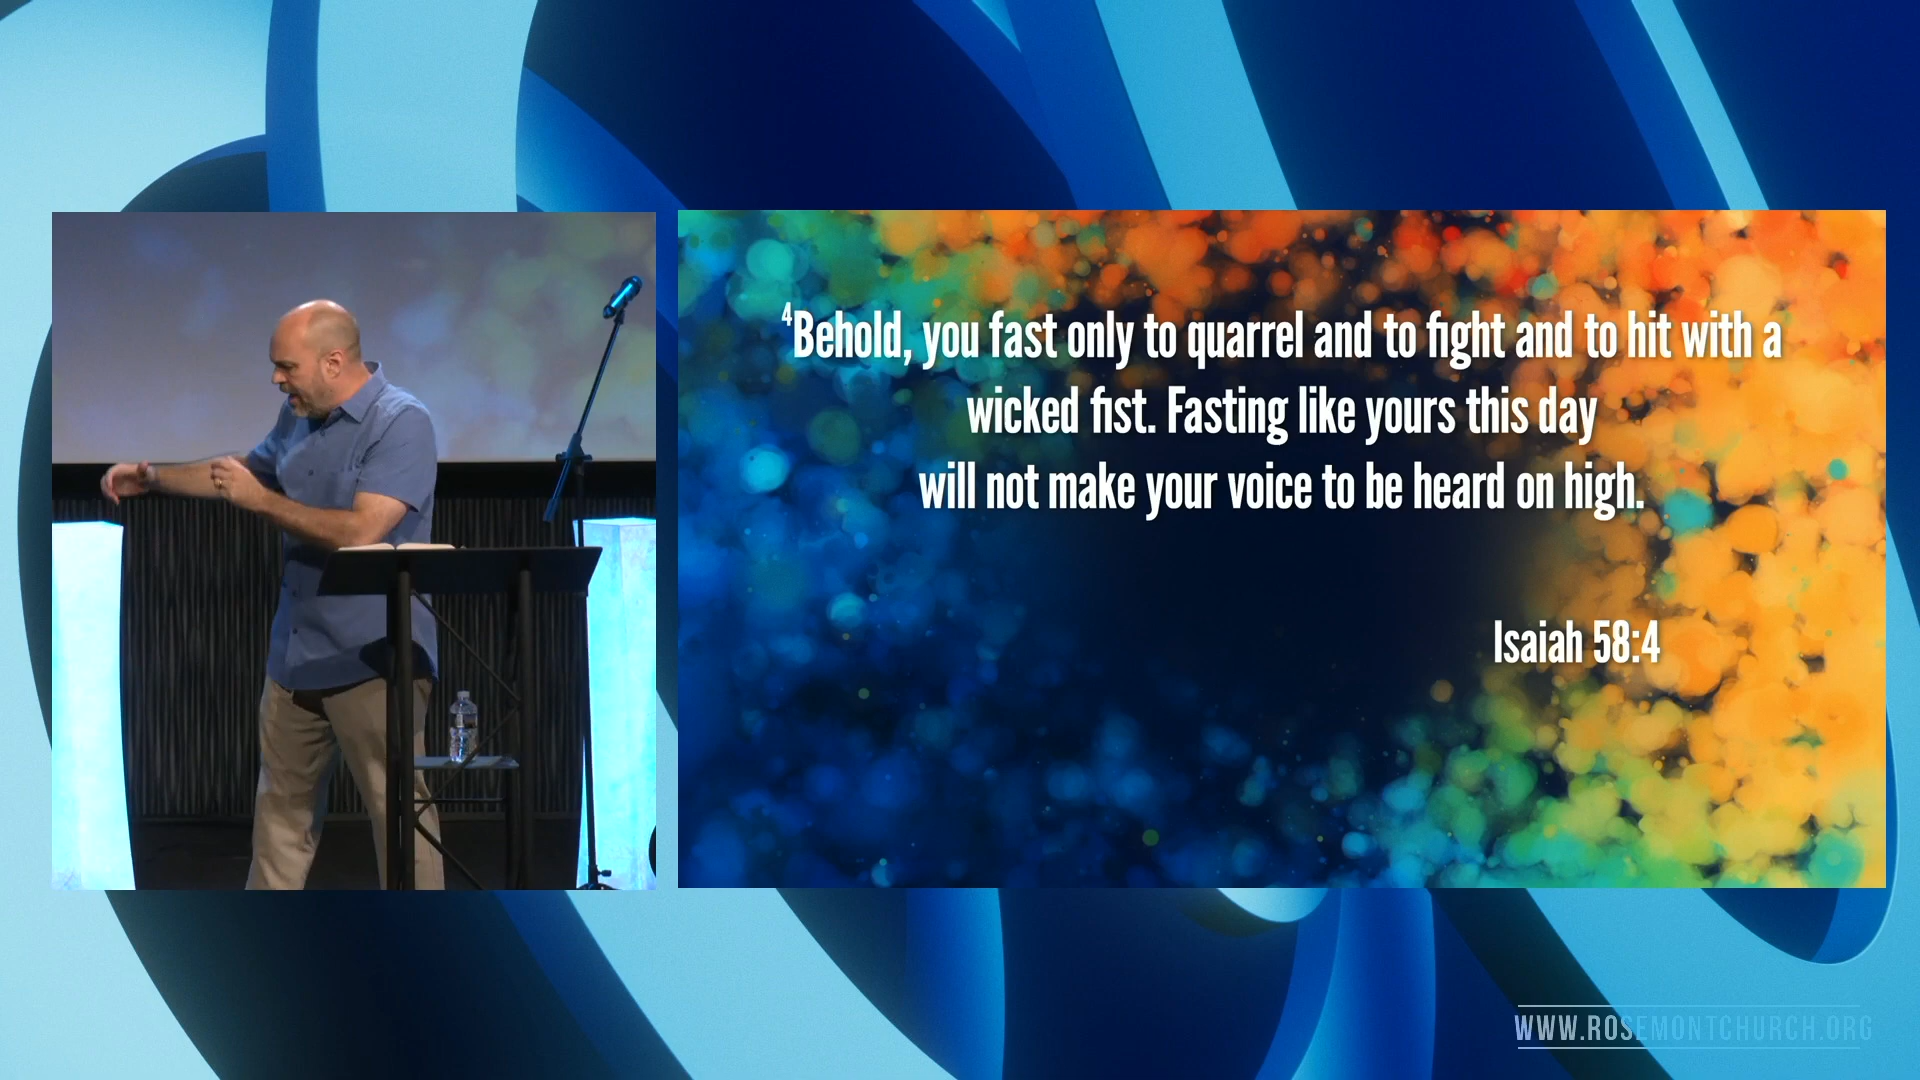 ⁴Behold, you fast only to quarrel and to fight and to hit with a
wicked fist. Fasting like yours this day
will not make your voice to be heard on high.
Isaiah 58:4
WWW.ROSEMONTCHURCH.ORG